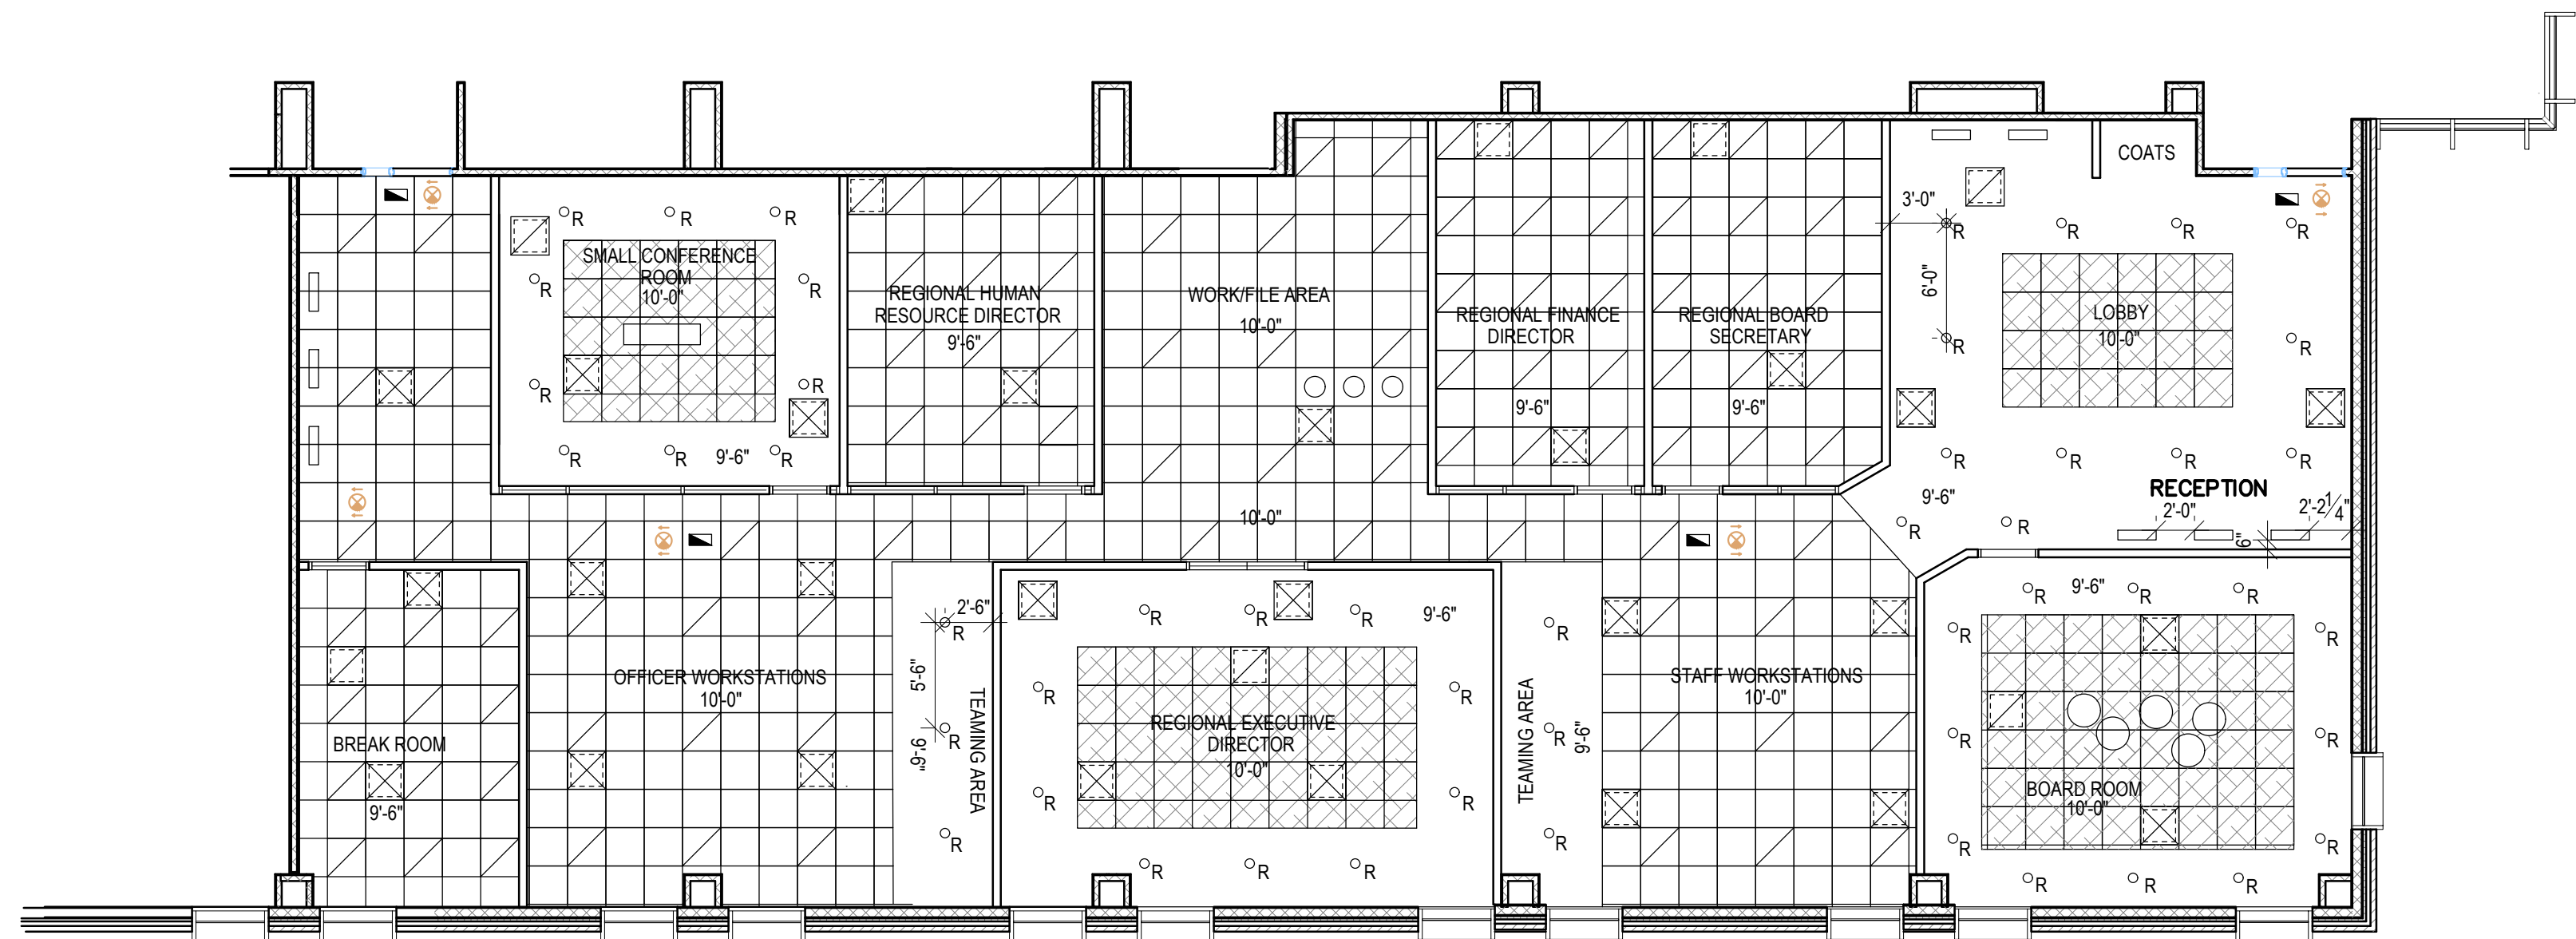 COATS
R
R
R
SMALL CONFERENCE
ROOM
10'-0"
R
R
R
R
R
R
R
9'-6"
REGIONAL HUMAN
RESOURCE DIRECTOR
9'-6"
WORK/FILE AREA
10'-0"
10'-0"
REGIONAL FINANCE
DIRECTOR
9'-6"
REGIONAL BOARD
SECRETARY
9'-6"
3'-0"
6'-0"
R
R
R
R
R
R
LOBBY
10'-0"
R
R
R
R
RECEPTION
9'-6"
R
R
2'-0"
2'-2 1/4"
6"
BREAK ROOM
9'-6"
OFFICER WORKSTATIONS
10'-0"
2'-6"
R
5'-6"
R
9'-6"
R
TEAMING AREA
R
R
R
9'-6"
R
R
REGIONAL EXECUTIVE
DIRECTOR
10'-0"
R
R
R
R
R
TEAMING AREA
R
R
9'-6"
R
STAFF WORKSTATIONS
10'-0"
9'-6"
R
R
R
R
R
R
R
BOARD ROOM
10'-0"
R
R
R
R
R